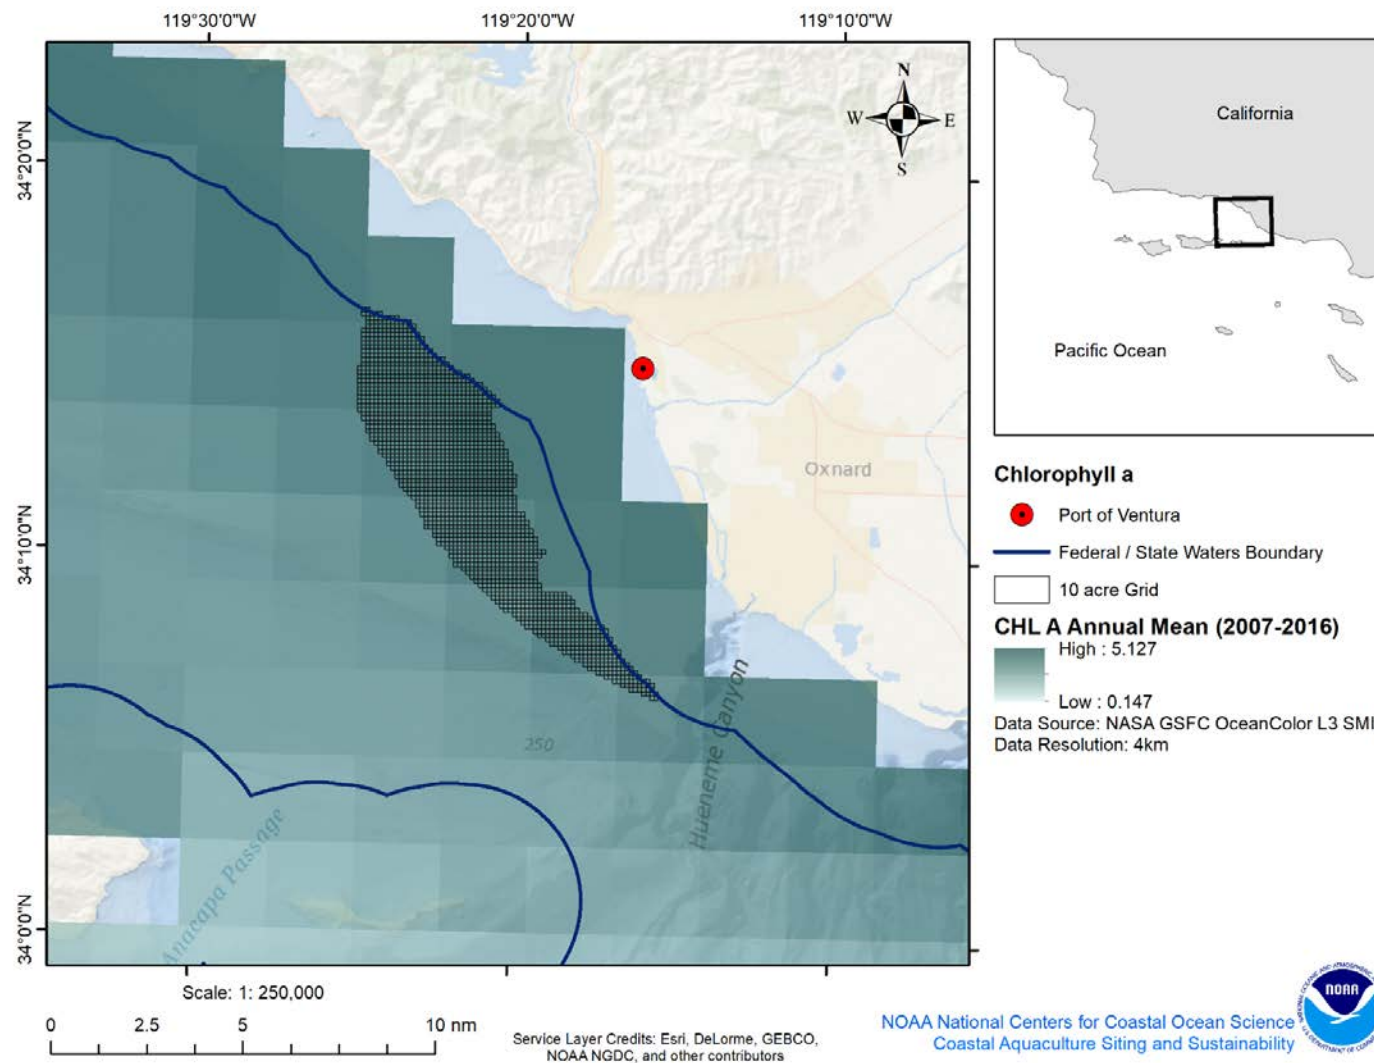 119°30'0"W
119°20'0"W
119°10'0"W
34°20'0"N
34°10'0"N
34°0'0"N
N
W
E
S
Oxnard
250
Hueneme Canyon
Anacapa Passage
California
Pacific Ocean
Chlorophyll a
Port of Ventura
Federal / State Waters Boundary
10 acre Grid
CHL A Annual Mean (2007-2016)
High : 5.127
Low : 0.147
Data Source: NASA GSFC OceanColor L3 SMI
Data Resolution: 4km
Scale: 1: 250,000
0 2.5 5 10 nm
Service Layer Credits: Esri, DeLorme, GEBCO,
NOAA NGDC, and other contributors
NOAA National Centers for Coastal Ocean Science
Coastal Aquaculture Siting and Sustainability
NOAA